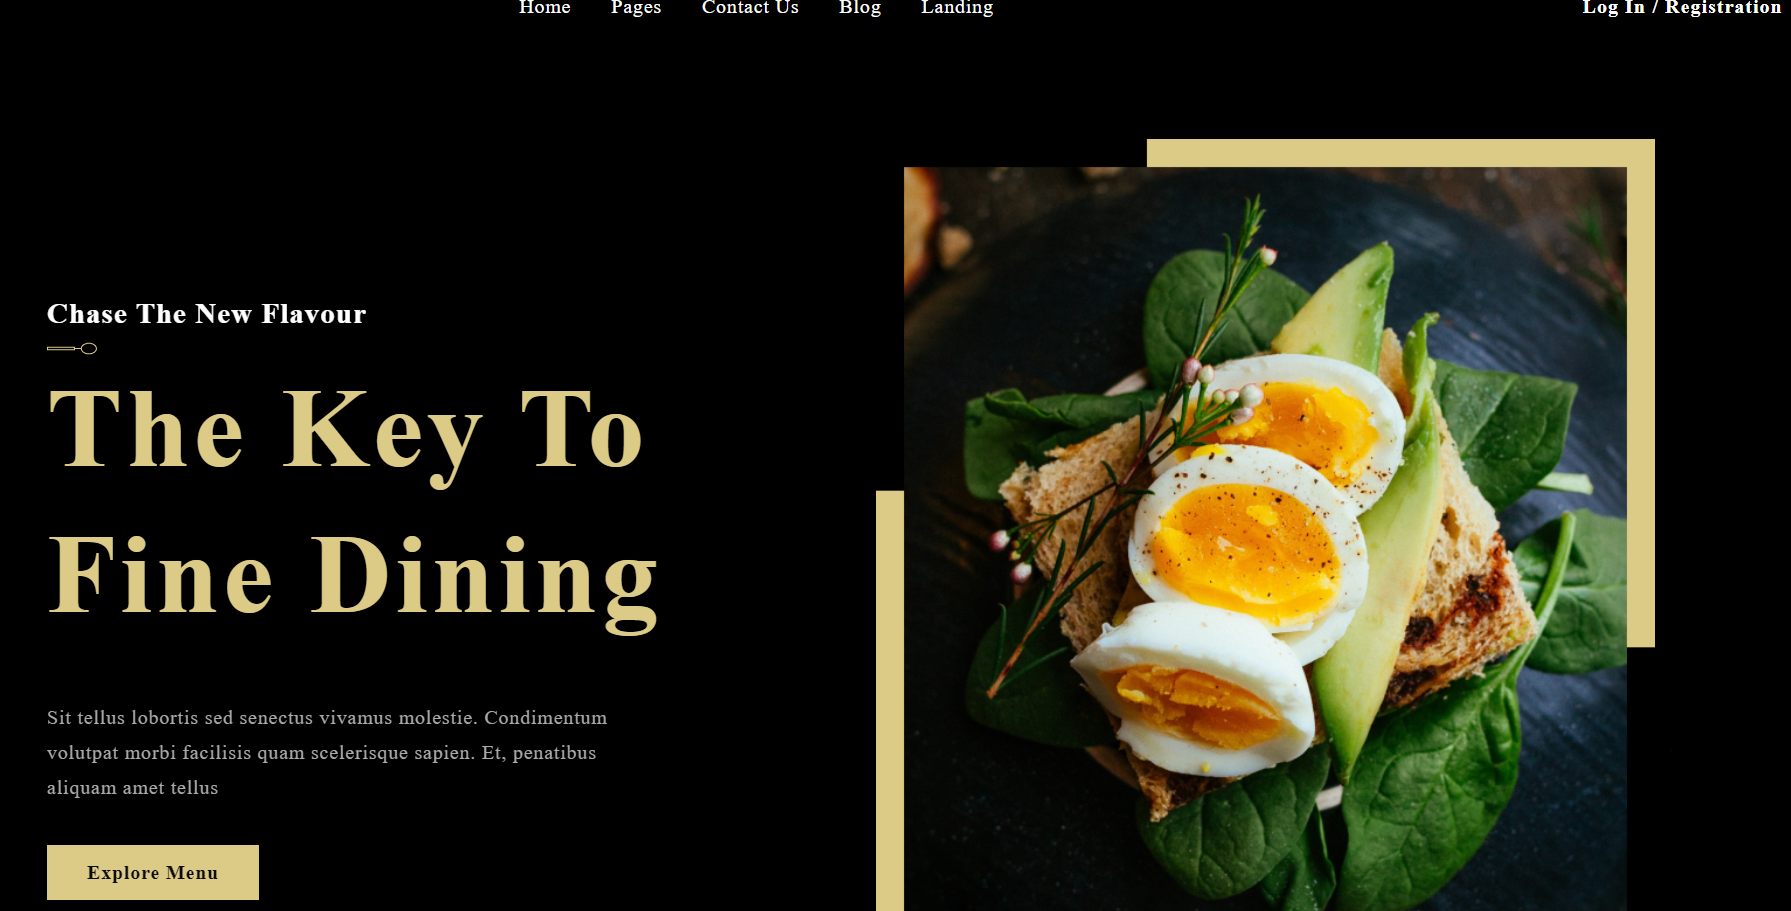 Home Pages Contact Us Blog Landing Log In / Registration
Chase The New Flavour
The Key To
Fine Dining
Sit tellus lobortis sed senectus vivamus molestie. Condimentum
volutpat morbi facilisis quam scelerisque sapien. Et, penatibus
aliquam amet tellus
Explore Menu